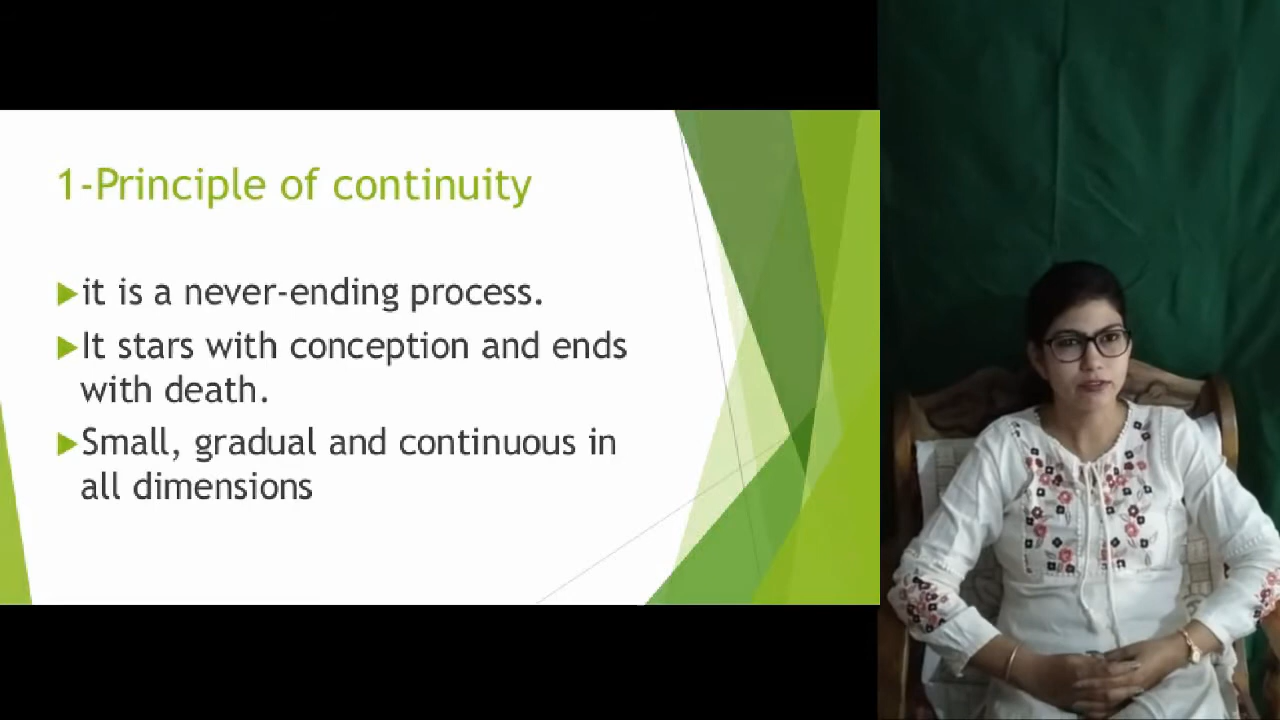 1-Principle of continuity
it is a never-ending process.
It stars with conception and ends
with death.
Small, gradual and continuous in
all dimensions